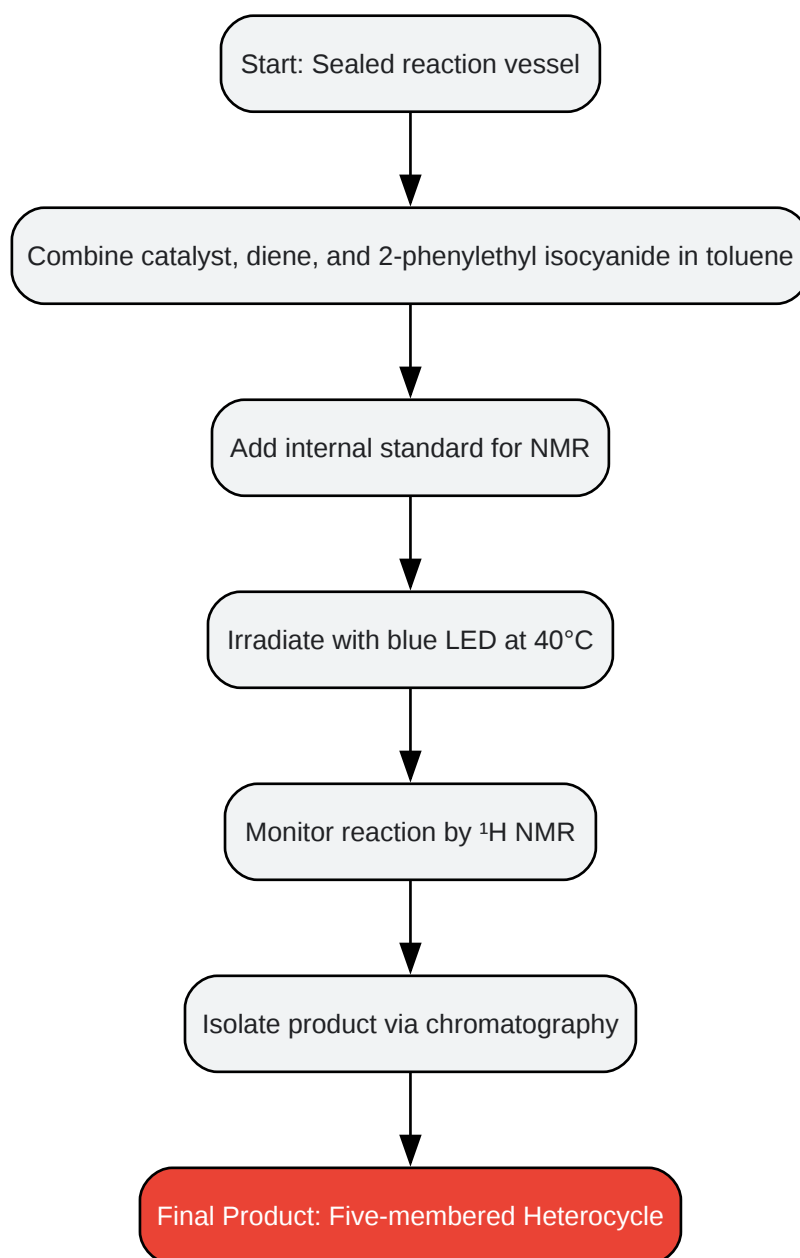 Start: Sealed reaction vessel
Combine catalyst, diene, and 2-phenylethyl isocyanide in toluene
Add internal standard for NMR
Irradiate with blue LED at 40°C
Monitor reaction by ¹H NMR
Isolate product via chromatography
Final Product: Five-membered Heterocycle